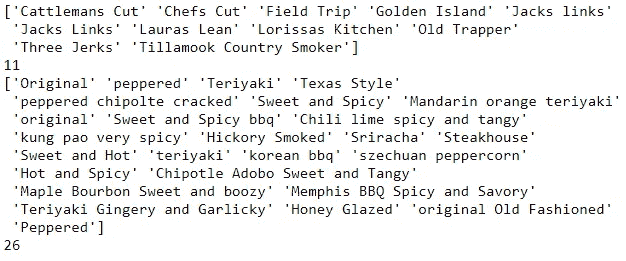 ['Cattlemans Cut' 'Chefs Cut' 'Field Trip' 'Golden Island' 'Jacks links'
'Jacks Links' 'Lauras Lean' 'Lorissas Kitchen' 'Old Trapper'
'Three Jerks' 'Tillamook Country Smoker']
11
['Original' 'peppered' 'Teriyaki' 'Texas Style'
'peppered chipolte cracked' 'Sweet and Spicy' 'Mandarin orange teriyaki'
'original' 'Sweet and Spicy bbq' 'Chili lime spicy and tangy'
'kung pao very spicy' 'Hickory Smoked' 'Sriracha' 'Steakhouse'
'Sweet and Hot' 'teriyaki' 'korean bbq' 'szechuan peppercorn'
'Hot and Spicy' 'Chipotle Adobo Sweet and Tangy'
'Maple Bourbon Sweet and boozy' 'Memphis BBQ Spicy and Savory'
'Teriyaki Gingery and Garlicky' 'Honey Glazed' 'original Old Fashioned'
'Peppered']
26